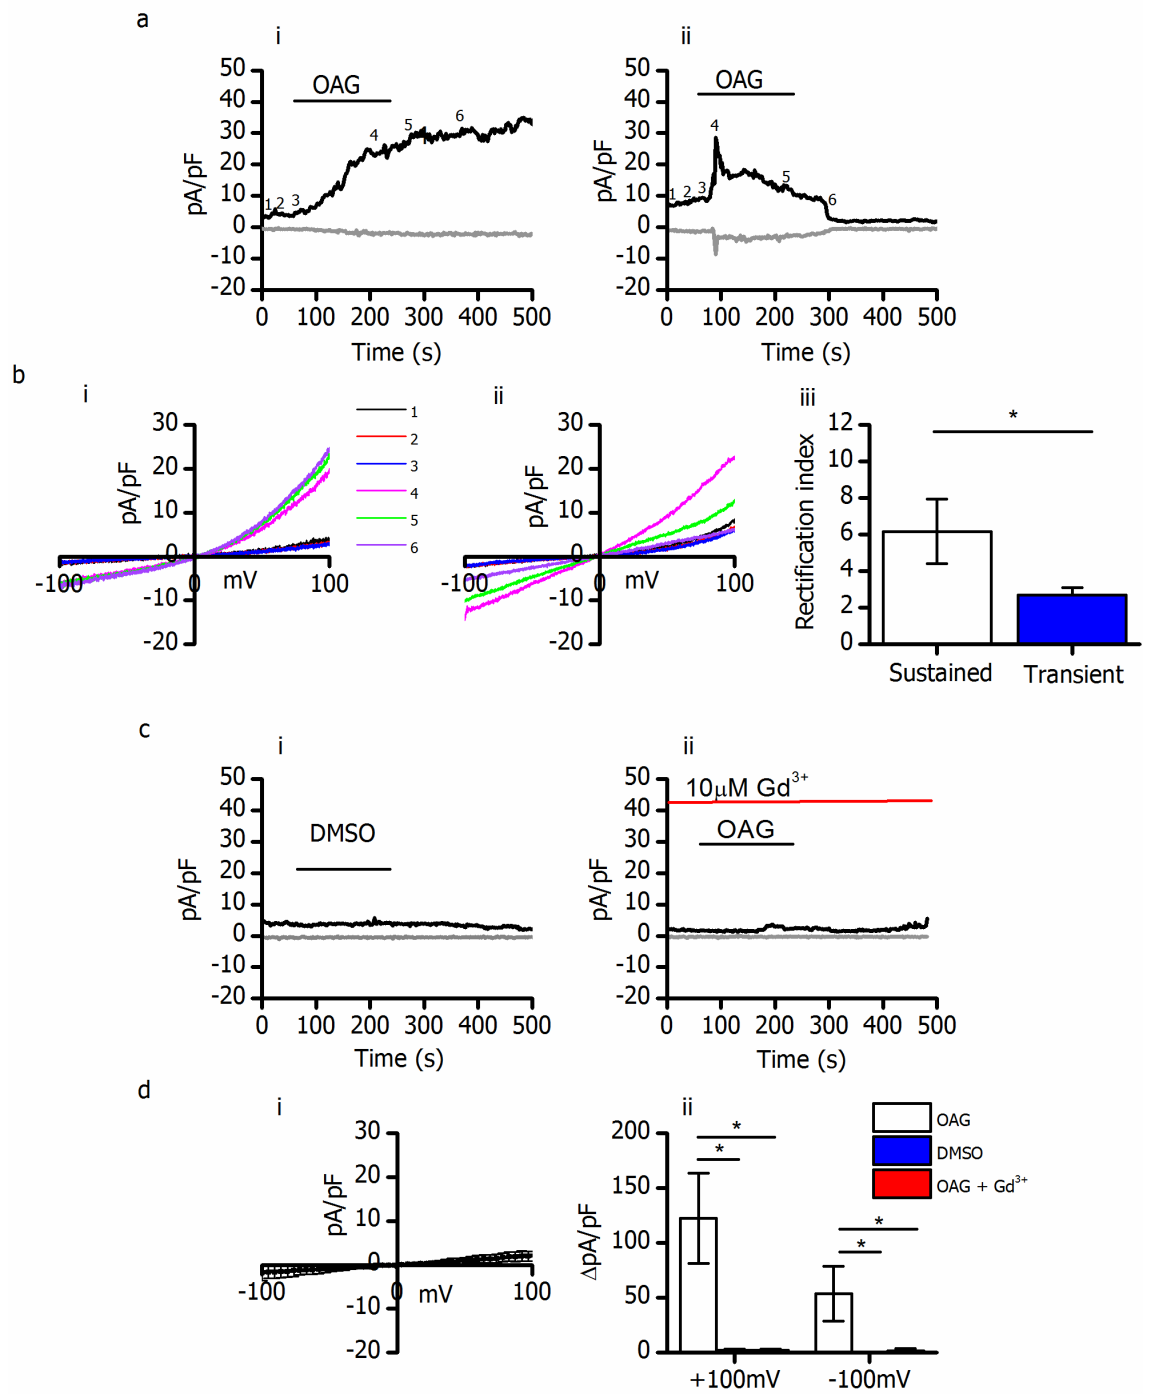 a
i
ii
50
40
30
20
10
0
-10
-20
pA/pF
OAG
1 2 3 4 5 6
0 100 200 300 400 500
Time (s)
50
40
30
20
10
0
-10
-20
pA/pF
OAG
1 2 3 4 5 6
0 100 200 300 400 500
Time (s)
b
i
ii
iii
30
20
10
0
-10
-20
pA/pF
-100 0 mV 100
1
2
3
4
5
6
30
20
10
0
-10
-20
pA/pF
-100 0 mV 100
12
10
8
6
4
2
0
Rectification index
*
Sustained Transient
c
i
ii
50
40
30
20
10
0
-10
-20
pA/pF
DMSO
0 100 200 300 400 500
Time (s)
50
40
30
20
10
0
-10
-20
pA/pF
10μM Gd³⁺
OAG
0 100 200 300 400 500
Time (s)
d
i
ii
30
20
10
0
-10
-20
pA/pF
-100 0 mV 100
200
150
100
50
0
ΔpA/pF
*
*
*
*
+100mV -100mV
OAG
DMSO
OAG + Gd³⁺